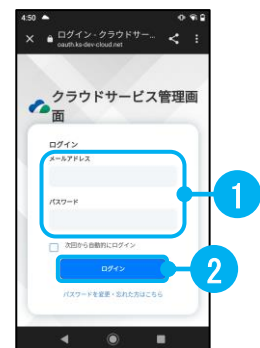 4:50
ログイン - クラウドサー...
oauth.ks-dev-cloud.net
クラウドサービス管理画
面
ログイン
メールアドレス
1
パスワード
次回から自動的にログイン
ログイン
2
パスワードを変更・忘れた方はこちら